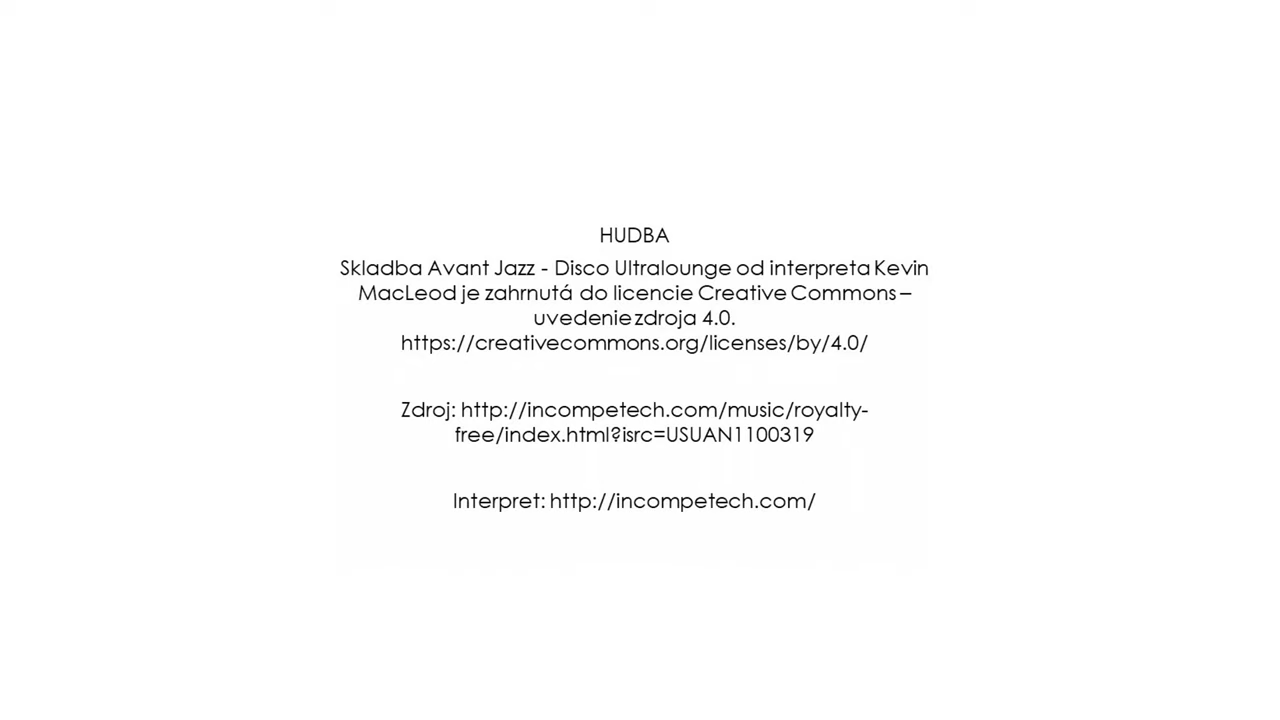 HUDBA
Skladba Avant Jazz - Disco Ultralounge od interpreta Kevin
MacLeod je zahrnutá do licencie Creative Commons –
uvedenie zdroja 4.0.
https://creativecommons.org/licenses/by/4.0/
Zdroj: http://incompetech.com/music/royalty-
free/index.html?isrc=USUAN1100319
Interpret: http://incompetech.com/